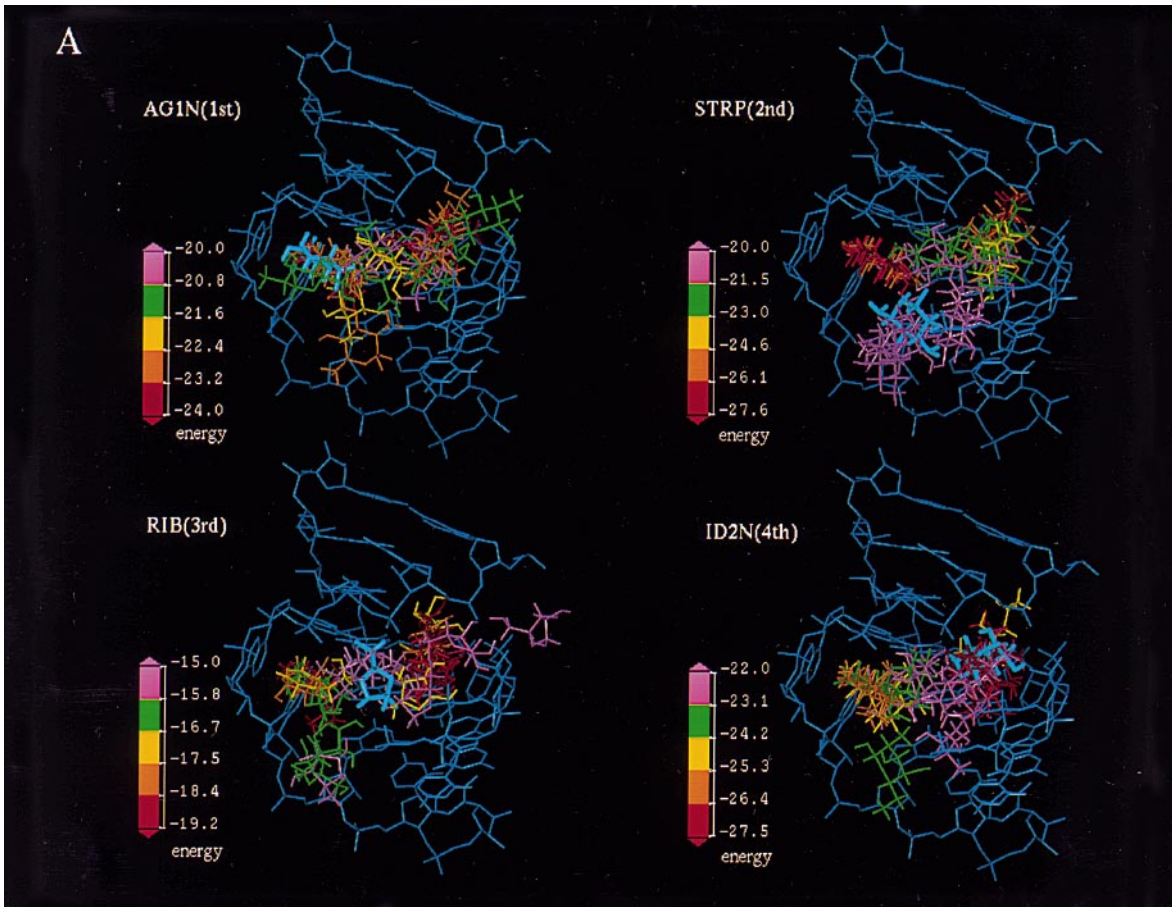 A
AG1N(1st)
-20.0
-20.8
-21.6
-22.4
-23.2
-24.0
energy
STRP(2nd)
-20.0
-21.5
-23.0
-24.6
-26.1
-27.6
energy
RIB(3rd)
-15.0
-15.8
-16.7
-17.5
-18.4
-19.2
energy
ID2N(4th)
-22.0
-23.1
-24.2
-25.3
-26.4
-27.5
energy